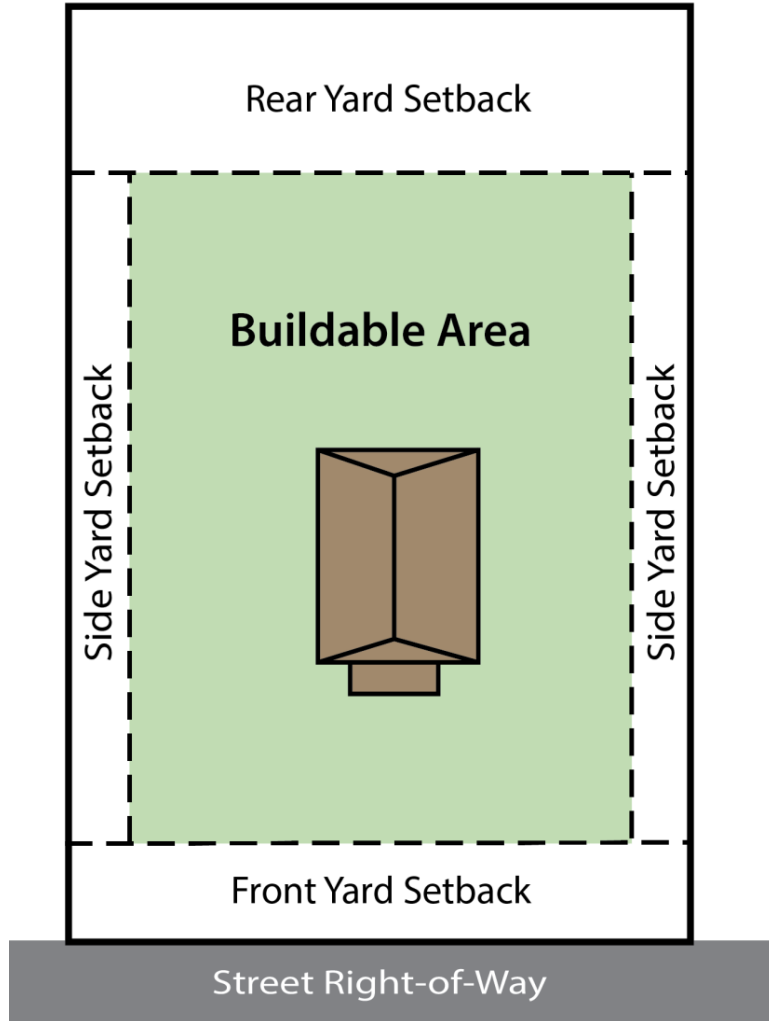 Rear Yard Setback
Buildable Area
Side Yard Setback
Side Yard Setback
Front Yard Setback
Street Right-of-Way